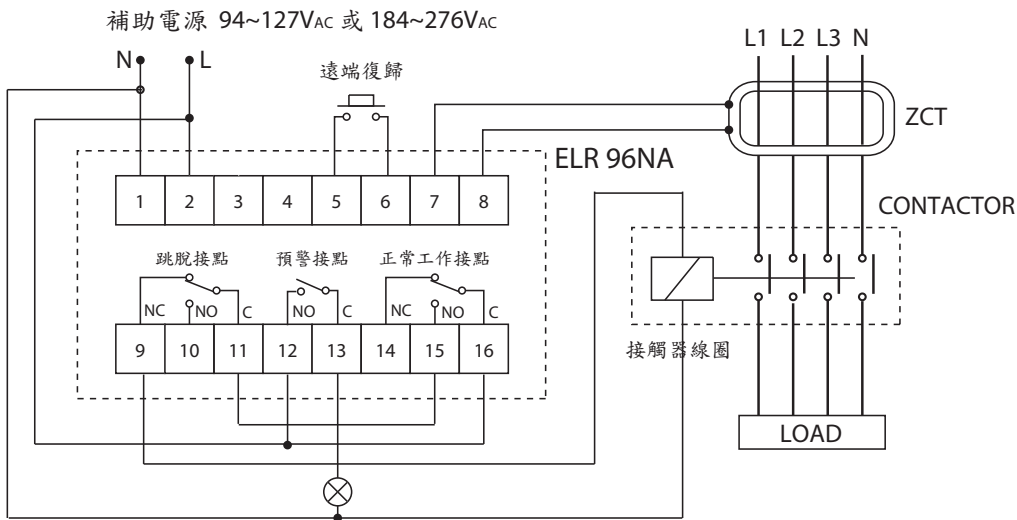 補助電源 94~127VAC 或 184~276VAC
N L
遠端復歸
L1 L2 L3 N
ZCT
ELR 96NA
1 2 3 4 5 6 7 8
CONTACTOR
跳脫接點 預警接點 正常工作接點
NC NO C NO C NC NO C
9 10 11 12 13 14 15 16
接觸器線圈
LOAD